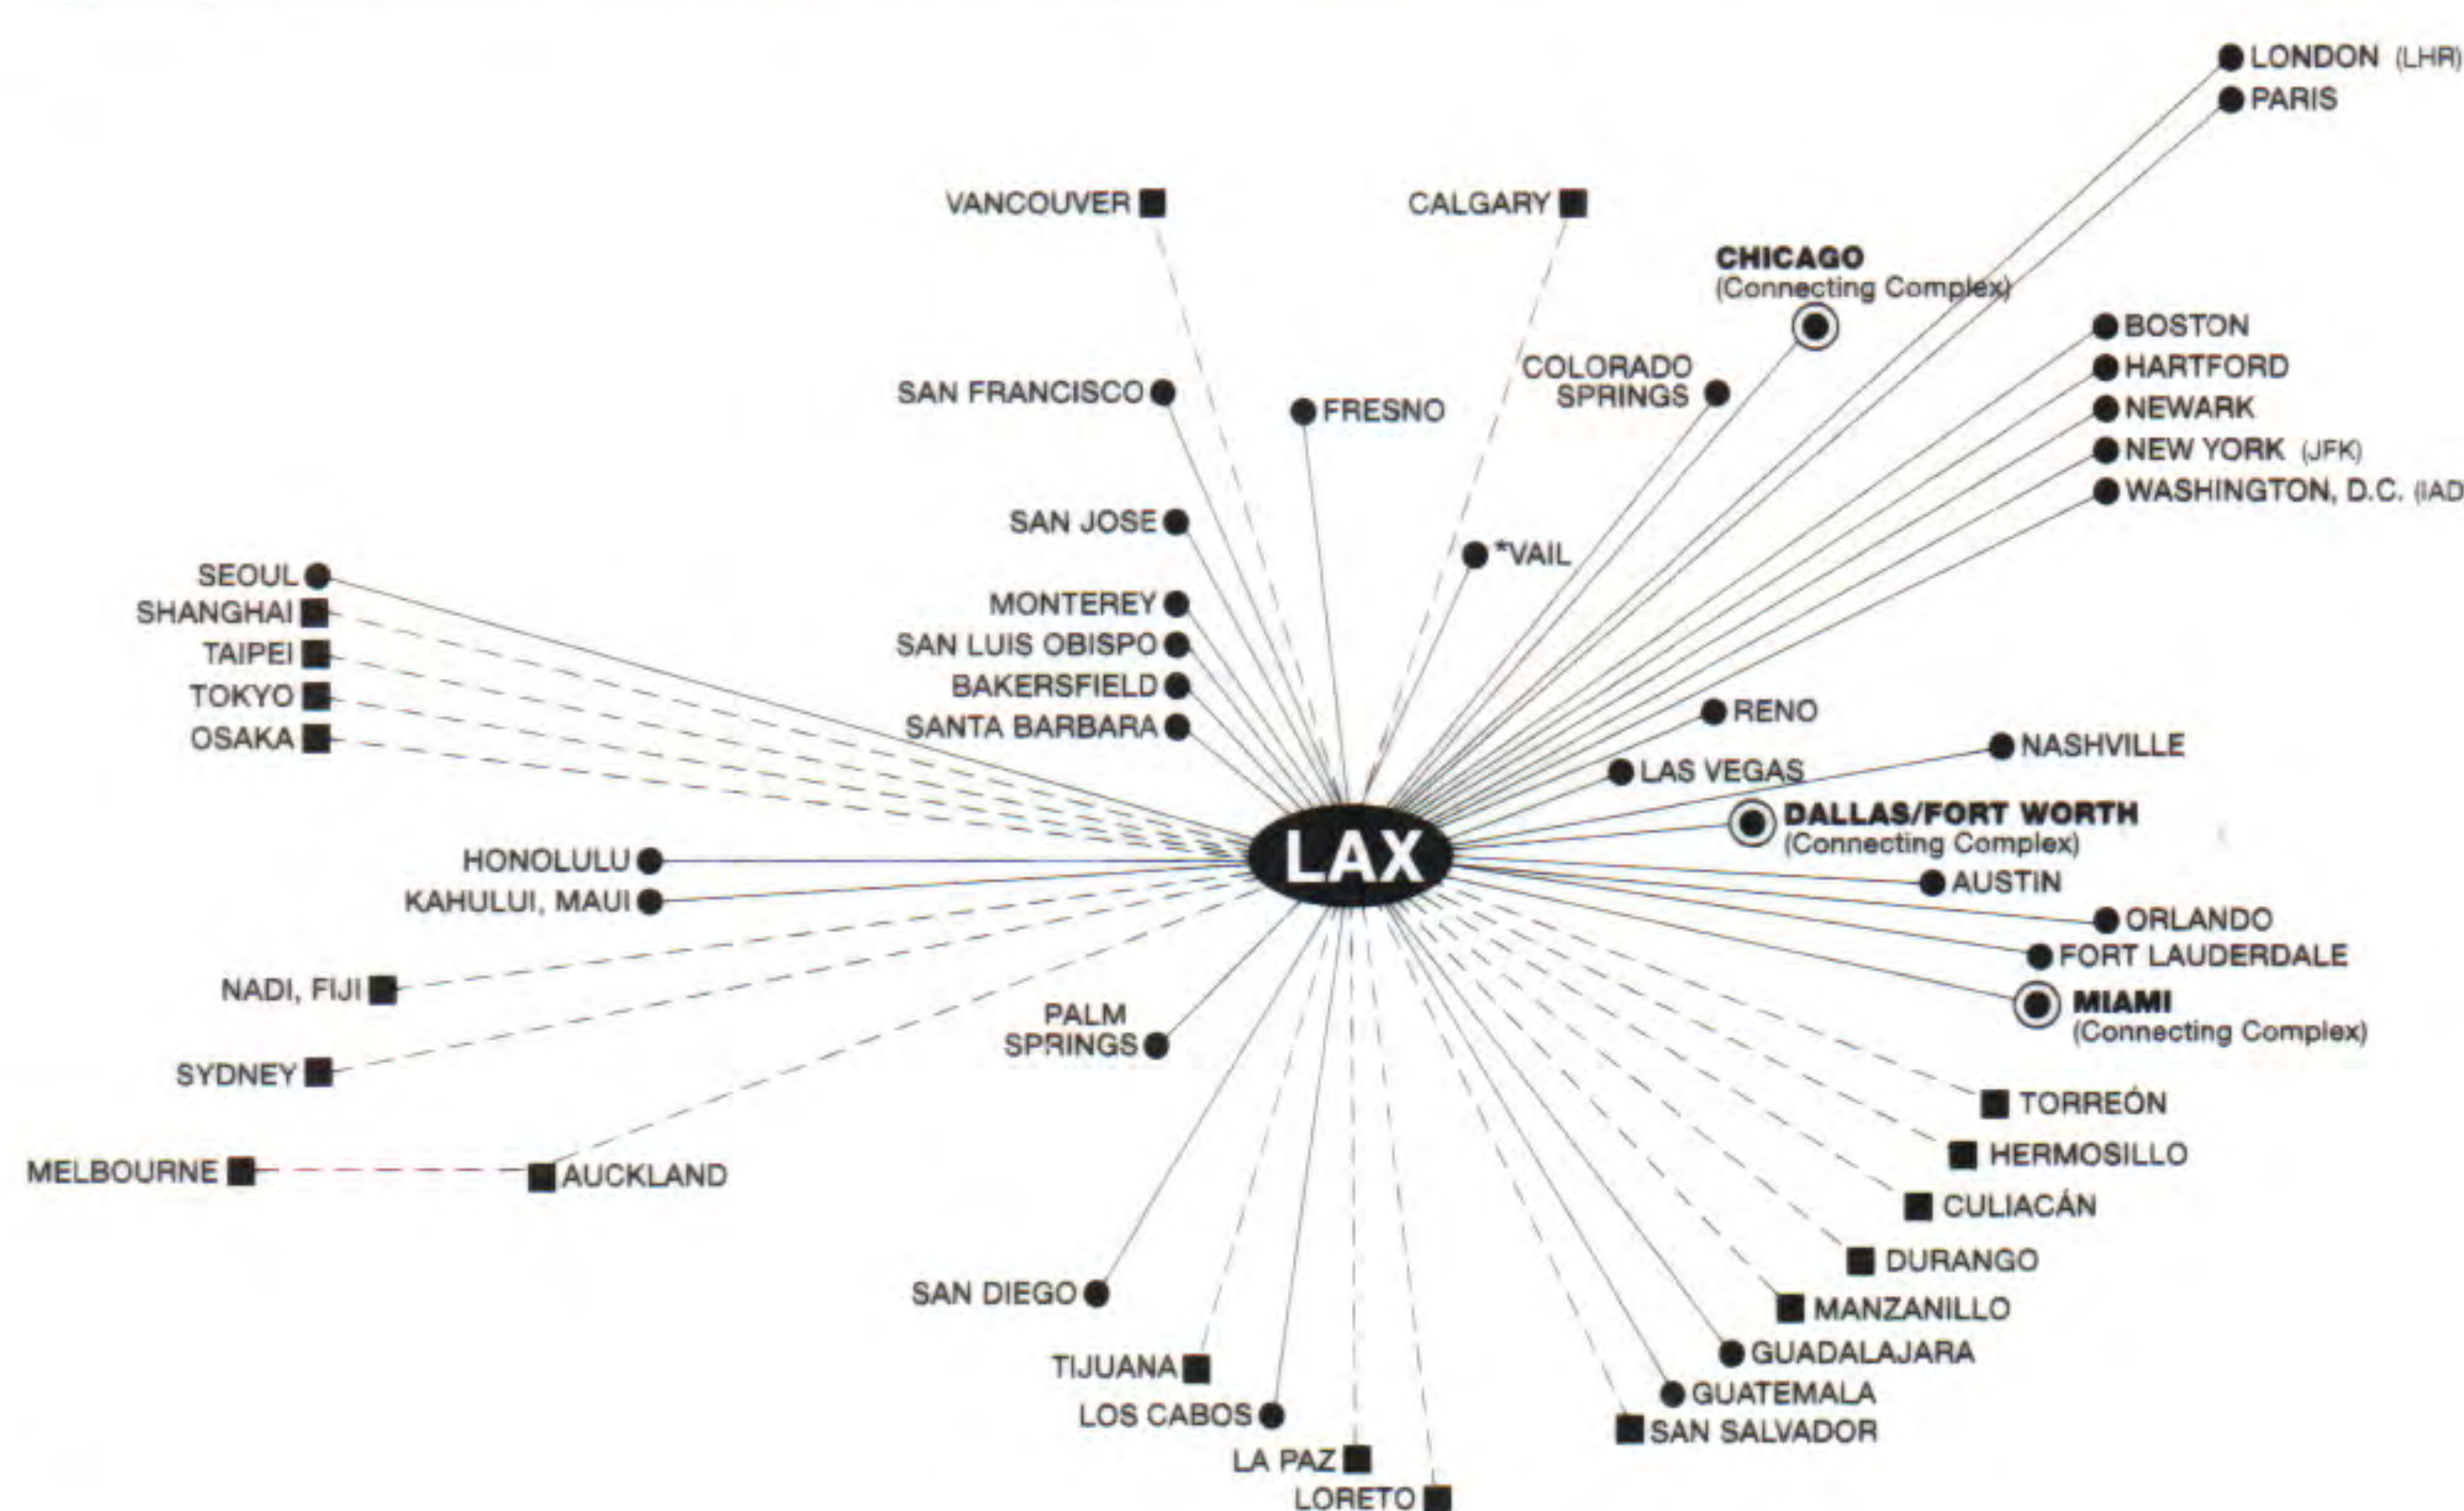 LONDON (LHR)
PARIS
VANCOUVER
CALGARY
CHICAGO
(Connecting Complex)
BOSTON
COLORADO
SPRINGS
HARTFORD
SAN FRANCISCO
FRESNO
NEWARK
NEW YORK (JFK)
WASHINGTON, D.C. (IAD
SAN JOSE
*VAIL
SEOUL
SHANGHAI
MONTEREY
TAIPEI
SAN LUIS OBISPO
TOKYO
BAKERSFIELD
OSAKA
SANTA BARBARA
RENO
NASHVILLE
LAS VEGAS
DALLAS/FORT WORTH
(Connecting Complex)
LAX
HONOLULU
AUSTIN
KAHULUI, MAUI
ORLANDO
FORT LAUDERDALE
NADI, FIJI
MIAMI
(Connecting Complex)
PALM
SPRINGS
SYDNEY
TORREÓN
HERMOSILLO
MELBOURNE
AUCKLAND
CULIACÁN
DURANGO
SAN DIEGO
MANZANILLO
TIJUANA
GUADALAJARA
GUATEMALA
LOS CABOS
SAN SALVADOR
LA PAZ
LORETO